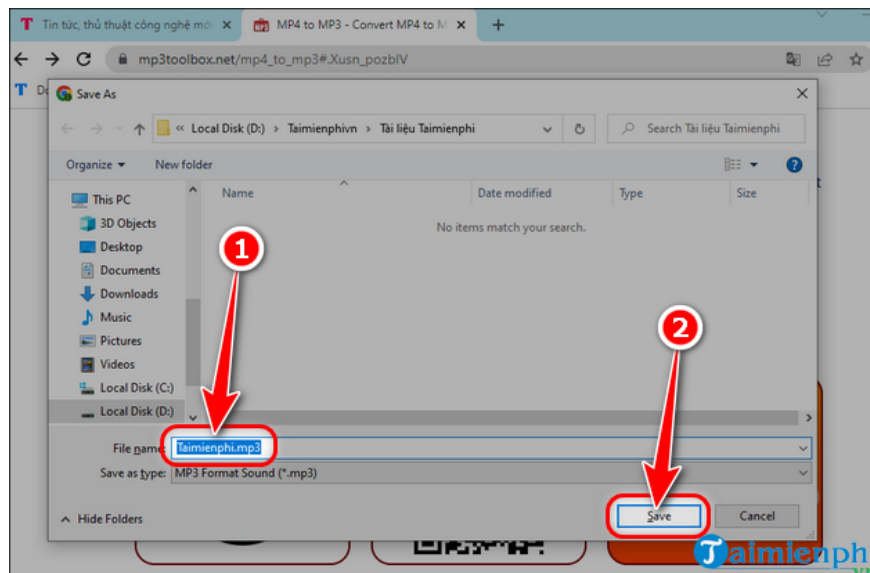 Tin tức, thủ thuật công nghệ mới
MP4 to MP3 - Convert MP4 to M
mp3toolbox.net/mp4_to_mp3#.Xusn_pozbIV
Save As
« Local Disk (D:) › Taimienphivn › Tài liệu Taimienphi
Search Tài liệu Taimienphi
Organize
New folder
Name
Date modified
Type
Size
No items match your search.
This PC
3D Objects
Desktop
Documents
Downloads
Music
Pictures
Videos
Local Disk (C:)
Local Disk (D:)
1
2
File name: Taimienphi.mp3
Save as type: MP3 Format Sound (*.mp3)
Hide Folders
Save
Cancel
Taimienph